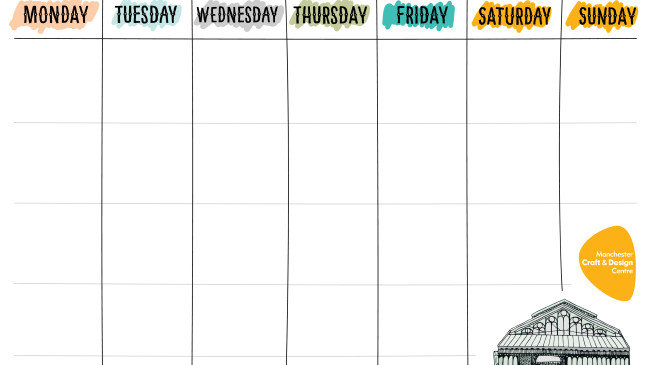 MONDAY TUESDAY WEDNESDAY THURSDAY FRIDAY SATURDAY SUNDAY
Manchester
Craft & Design
Centre